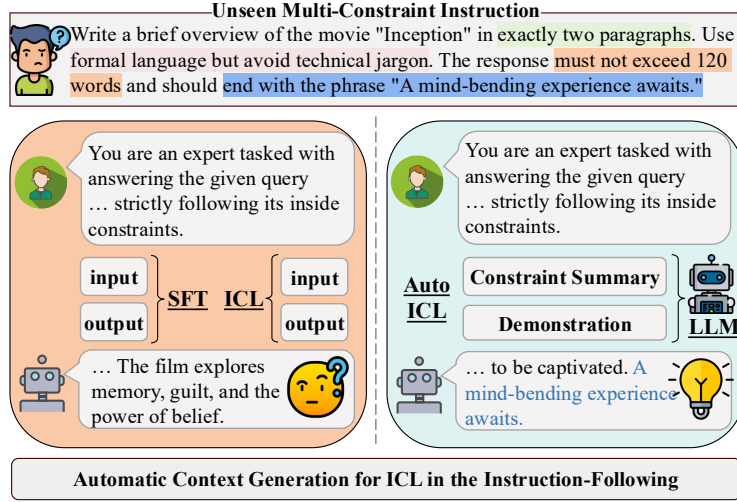 Unseen Multi-Constraint Instruction
Write a brief overview of the movie "Inception" in exactly two paragraphs. Use
formal language but avoid technical jargon. The response must not exceed 120
words and should end with the phrase "A mind-bending experience awaits."
You are an expert tasked with
answering the given query
… strictly following its inside
constraints.
input
output
SFT
ICL
input
output
… The film explores
memory, guilt, and the
power of belief.
You are an expert tasked with
answering the given query
… strictly following its inside
constraints.
Auto
ICL
Constraint Summary
Demonstration
LLM
… to be captivated. A
mind-bending experience
awaits.
Automatic Context Generation for ICL in the Instruction-Following